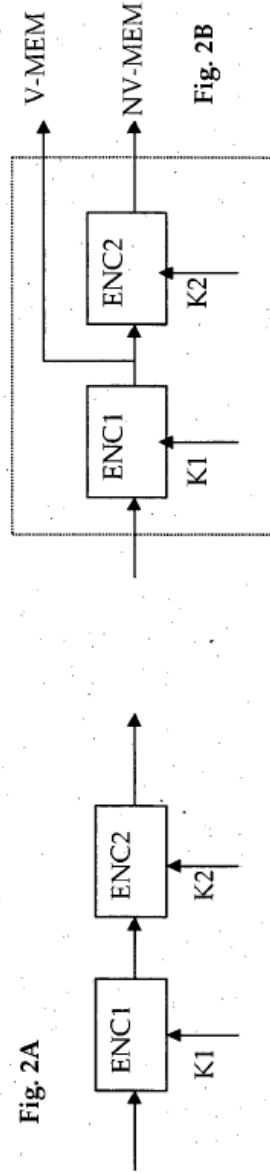 Fig. 2A
ENC1
ENC2
K1
K2
V-MEM
NV-MEM
ENC1
ENC2
K1
K2
Fig. 2B